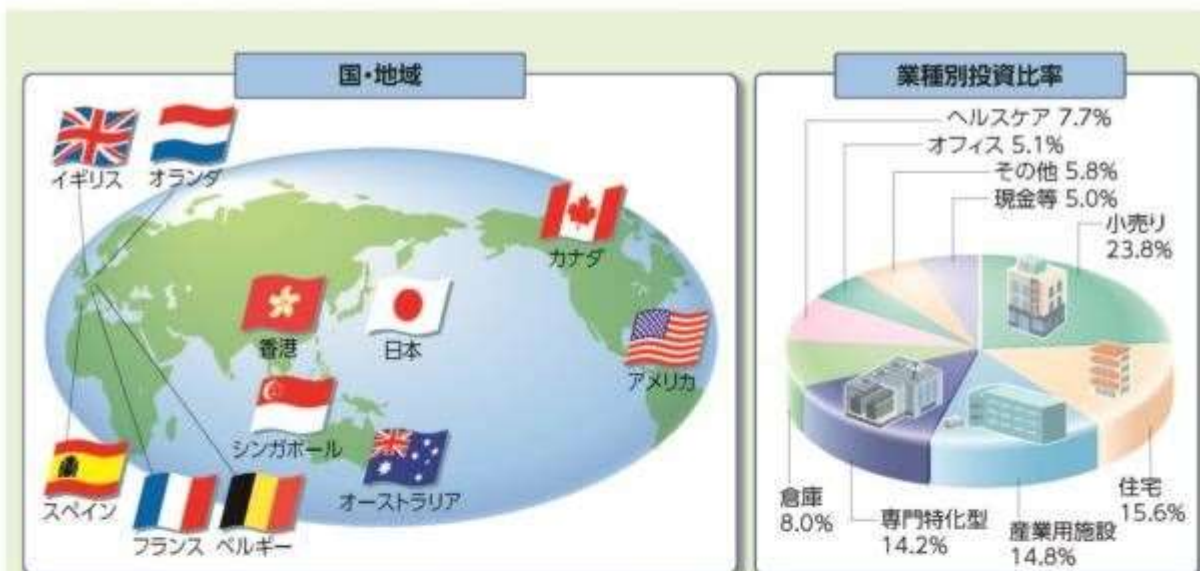 国・地域
イギリス
オランダ
カナダ
香港
日本
アメリカ
シンガポール
オーストラリア
スペイン
フランス
ベルギー
業種別投資比率
ヘルスケア 7.7%
オフィス 5.1%
その他 5.8%
現金等 5.0%
小売り
23.8%
住宅
15.6%
産業用施設
14.8%
専門特化型
14.2%
倉庫
8.0%